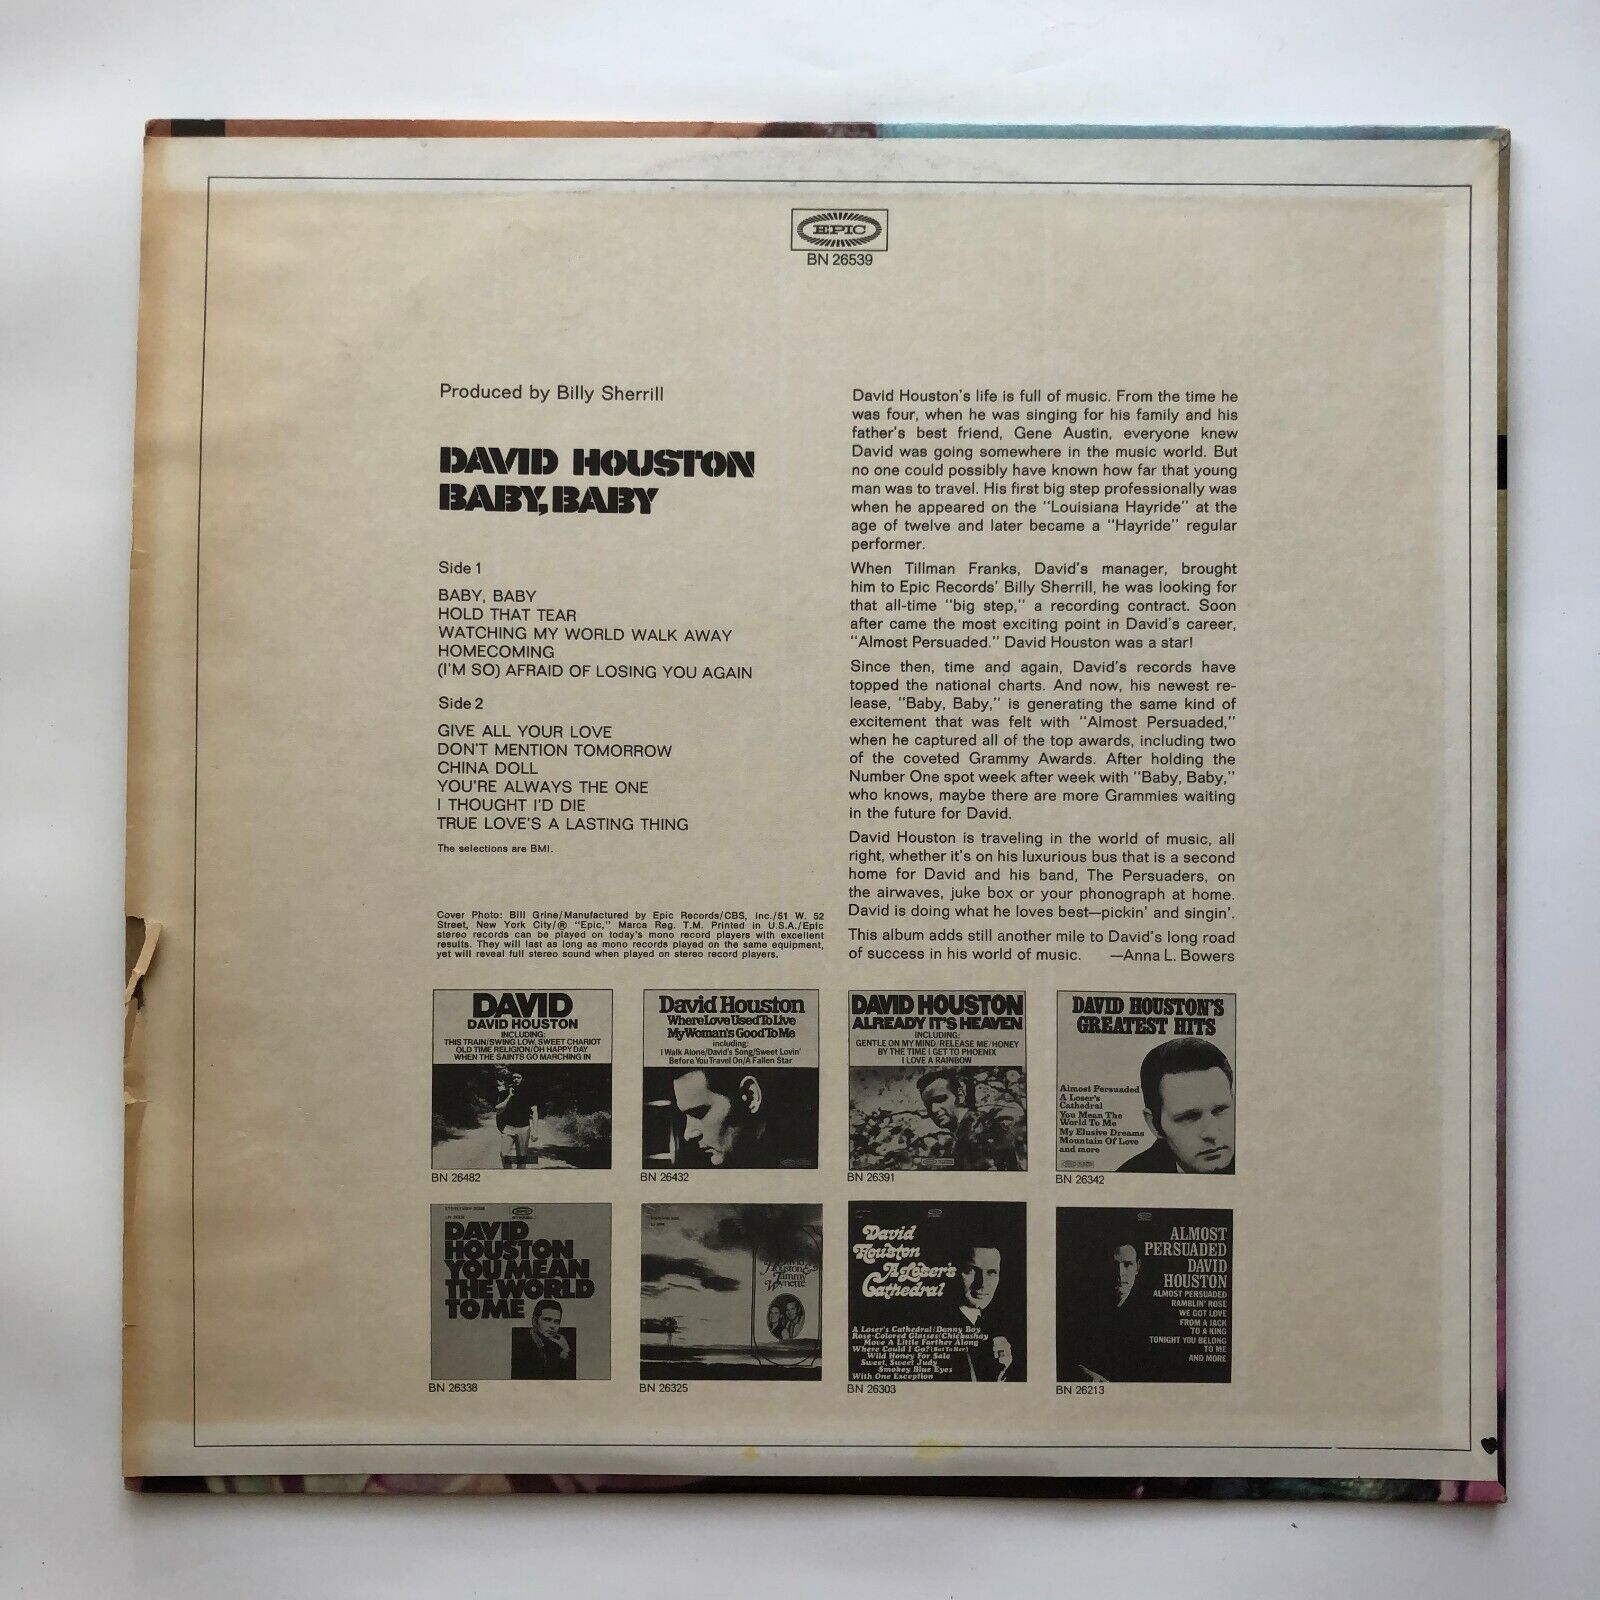 EPIC
BN 26539
Produced by Billy Sherrill
DAVID HOUSTON
BABY, BABY
Side 1
BABY, BABY
HOLD THAT TEAR
WATCHING MY WORLD WALK AWAY
HOMECOMING
(I'M SO) AFRAID OF LOSING YOU AGAIN
Side 2
GIVE ALL YOUR LOVE
DON'T MENTION TOMORROW
CHINA DOLL
YOU'RE ALWAYS THE ONE
I THOUGHT I'D DIE
TRUE LOVE'S A LASTING THING
The selections are BMI.
Cover Photo: Bill Grine/Manufactured by Epic Records/CBS, Inc./51 W. 52
Street, New York City/® "Epic," Marca Reg. T.M. Printed in U.S.A./Epic
stereo records can be played on today's mono record players with excellent
results. They will last as long as mono records played on the same equipment,
yet will reveal full stereo sound when played on stereo record players.
David Houston's life is full of music. From the time he
was four, when he was singing for his family and his
father's best friend, Gene Austin, everyone knew
David was going somewhere in the music world. But
no one could possibly have known how far that young
man was to travel. His first big step professionally was
when he appeared on the "Louisiana Hayride" at the
age of twelve and later became a "Hayride" regular
performer.
When Tillman Franks, David's manager, brought
him to Epic Records' Billy Sherrill, he was looking for
that all-time "big step," a recording contract. Soon
after came the most exciting point in David's career,
"Almost Persuaded." David Houston was a star!
Since then, time and again, David's records have
topped the national charts. And now, his newest re-
lease, "Baby, Baby," is generating the same kind of
excitement that was felt with "Almost Persuaded,"
when he captured all of the top awards, including two
of the coveted Grammy Awards. After holding the
Number One spot week after week with "Baby, Baby,"
who knows, maybe there are more Grammies waiting
in the future for David.
David Houston is traveling in the world of music, all
right, whether it's on his luxurious bus that is a second
home for David and his band, The Persuaders, on
the airwaves, juke box or your phonograph at home.
David is doing what he loves best—pickin' and singin'.
This album adds still another mile to David's long road
of success in his world of music. —Anna L. Bowers
DAVID
DAVID HOUSTON
INCLUDING:
THIS TRAIN/SWING LOW, SWEET CHARIOT
OLD TIME RELIGION/OH HAPPY DAY
WHEN THE SAINTS GO MARCHING IN
BN 26482
David Houston
Where Love Used To Live
My Woman's Good To Me
including:
I Walk Alone/David's Song/Sweet Lovin'
Before You Travel On/A Fallen Star
BN 26432
DAVID HOUSTON
ALREADY IT'S HEAVEN
INCLUDING:
GENTLE ON MY MIND/RELEASE ME/HONEY
BY THE TIME I GET TO PHOENIX
I LOVE A RAINBOW
BN 26391
DAVID HOUSTON'S
GREATEST HITS
Almost Persuaded
A Loser's
Cathedral
You Mean The
World To Me
My Elusive Dreams
Mountain Of Love
and more
BN 26342
DAVID
HOUSTON
YOU MEAN
THE WORLD
TO ME
BN 26338
David
Houston &
Tammy
Wynette
BN 26325
David
Houston
A Loser's
Cathedral
A Loser's Cathedral/Danny Boy
Rose-Colored Glasses/Chickashay
Move A Little Farther Along
Where Could I Go? (But To Her)
Wild Honey For Sale
Sweet, Sweet Judy
Smokey Blue Eyes
With One Exception
BN 26303
ALMOST
PERSUADED
DAVID
HOUSTON
ALMOST PERSUADED
RAMBLIN' ROSE
WE GOT LOVE
FROM A JACK
TO A KING
TONIGHT YOU BELONG
TO ME
AND MORE
BN 26213